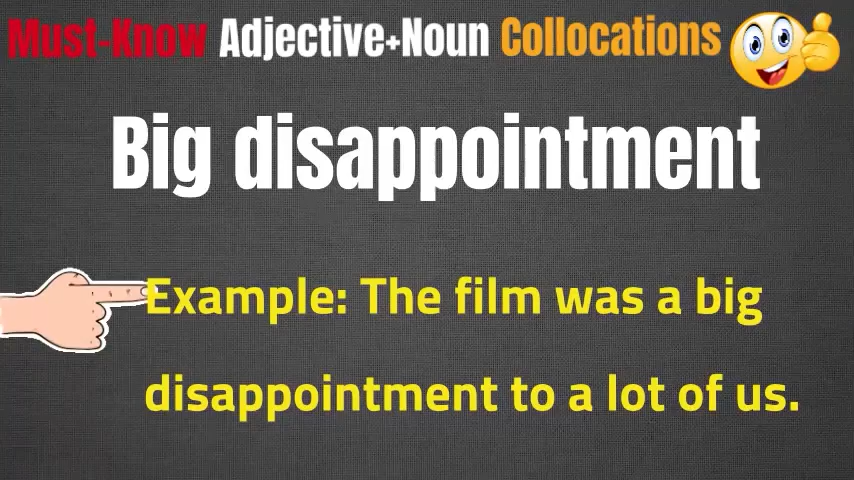 Must-Know Adjective+Noun Collocations
Big disappointment
Example: The film was a big
disappointment to a lot of us.